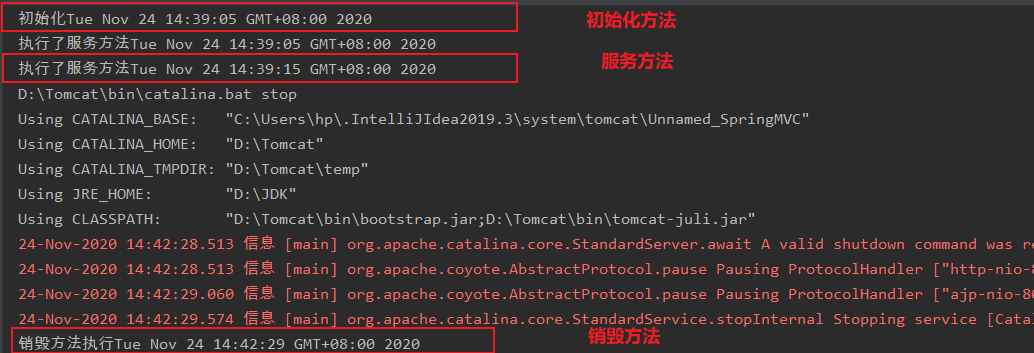 初始化Tue Nov 24 14:39:05 GMT+08:00 2020 初始化方法
执行了服务方法Tue Nov 24 14:39:05 GMT+08:00 2020
执行了服务方法Tue Nov 24 14:39:15 GMT+08:00 2020 服务方法
D:\Tomcat\bin\catalina.bat stop
Using CATALINA_BASE:   "C:\Users\hp\.IntelliJIdea2019.3\system\tomcat\Unnamed_SpringMVC"
Using CATALINA_HOME:   "D:\Tomcat"
Using CATALINA_TMPDIR: "D:\Tomcat\temp"
Using JRE_HOME:        "D:\JDK"
Using CLASSPATH:       "D:\Tomcat\bin\bootstrap.jar;D:\Tomcat\bin\tomcat-juli.jar"
24-Nov-2020 14:42:28.513 信息 [main] org.apache.catalina.core.StandardServer.await A valid shutdown command was re
24-Nov-2020 14:42:28.513 信息 [main] org.apache.coyote.AbstractProtocol.pause Pausing ProtocolHandler ["http-nio-8
24-Nov-2020 14:42:29.060 信息 [main] org.apache.coyote.AbstractProtocol.pause Pausing ProtocolHandler ["ajp-nio-80
24-Nov-2020 14:42:29.574 信息 [main] org.apache.catalina.core.StandardService.stopInternal Stopping service [Catal
销毁方法执行Tue Nov 24 14:42:29 GMT+08:00 2020 销毁方法